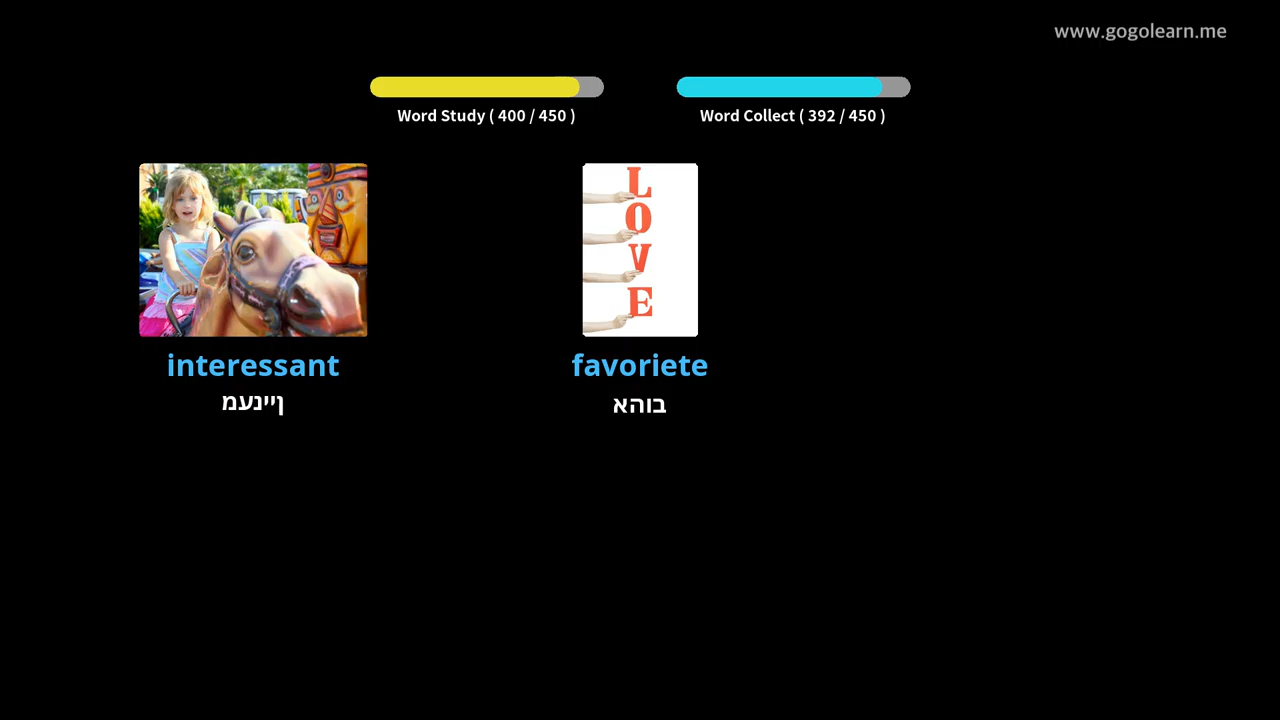 www.gogolearn.me
Word Study ( 400 / 450 )
Word Collect ( 392 / 450 )
L
O
V
E
interessant
favoriete
מעניין
אהוב